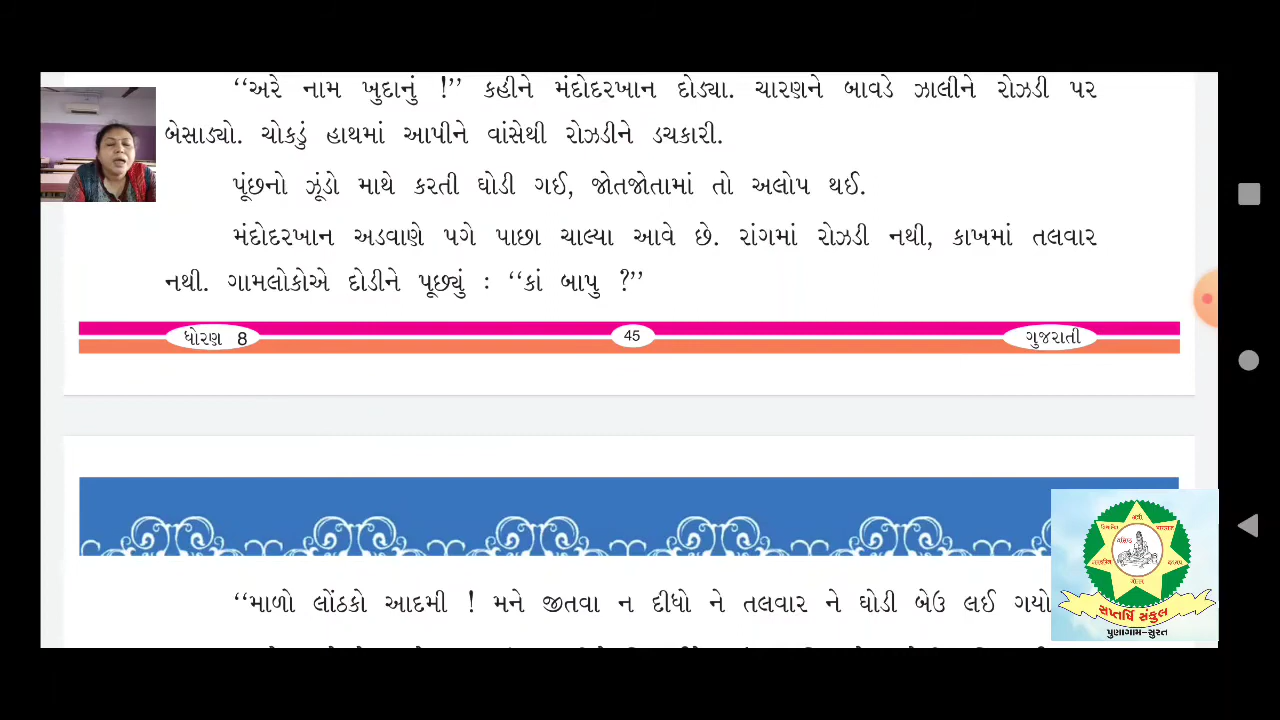 “અરે નામ ખુદાનું !” કહીને મંદોદરખાન દોડ્યા. ચારણને બાવડે ઝાલીને રોઝડી પર
બેસાડ્યો. ચોકડું હાથમાં આપીને વાંસેથી રોઝડીને ડચકારી.
પૂંછનો ઝૂંડો માથે કરતી ઘોડી ગઈ, જોતજોતામાં તો અલોપ થઈ.
મંદોદરખાન અડવાણે પગે પાછા ચાલ્યા આવે છે. રાંગમાં રોઝડી નથી, કાખમાં તલવાર
નથી. ગામલોકોએ દોડીને પૂછ્યું : “કાં બાપુ ?”
ધોરણ 8
45
ગુજરાતી
“માળો લોંઠકો આદમી ! મને જીતવા ન દીધો ને તલવાર ને ઘોડી બેઉ લઈ ગયો
સપ્તર્ષિ સંકુલ
પુણાગામ-સુરત